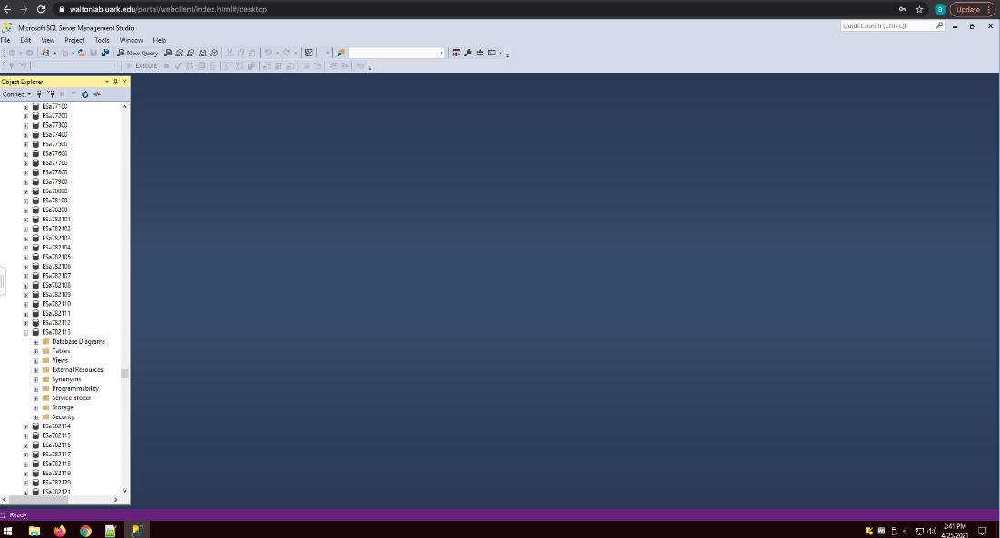 waltonlab.uark.edu/portal/webclient/index.html#/desktop
B
Update
Microsoft SQL Server Management Studio
Quick Launch (Ctrl+Q)
File Edit View Project Tools Window Help
New Query
Execute
Object Explorer
Connect
ESa77100
ESa77200
ESa77300
ESa77400
ESa77500
ESa77600
ESa77700
ESa77800
ESa77900
ESa78000
ESa78100
ESa78200
ESa782101
ESa782102
ESa782103
ESa782104
ESa782105
ESa782106
ESa782107
ESa782108
ESa782109
ESa782110
ESa782111
ESa782112
ESa782113
Database Diagrams
Tables
Views
External Resources
Synonyms
Programmability
Service Broker
Storage
Security
ESa782114
ESa782115
ESa782116
ESa782117
ESa782118
ESa782119
ESa782120
ESa782121
Ready
2:41 PM
4/25/2021